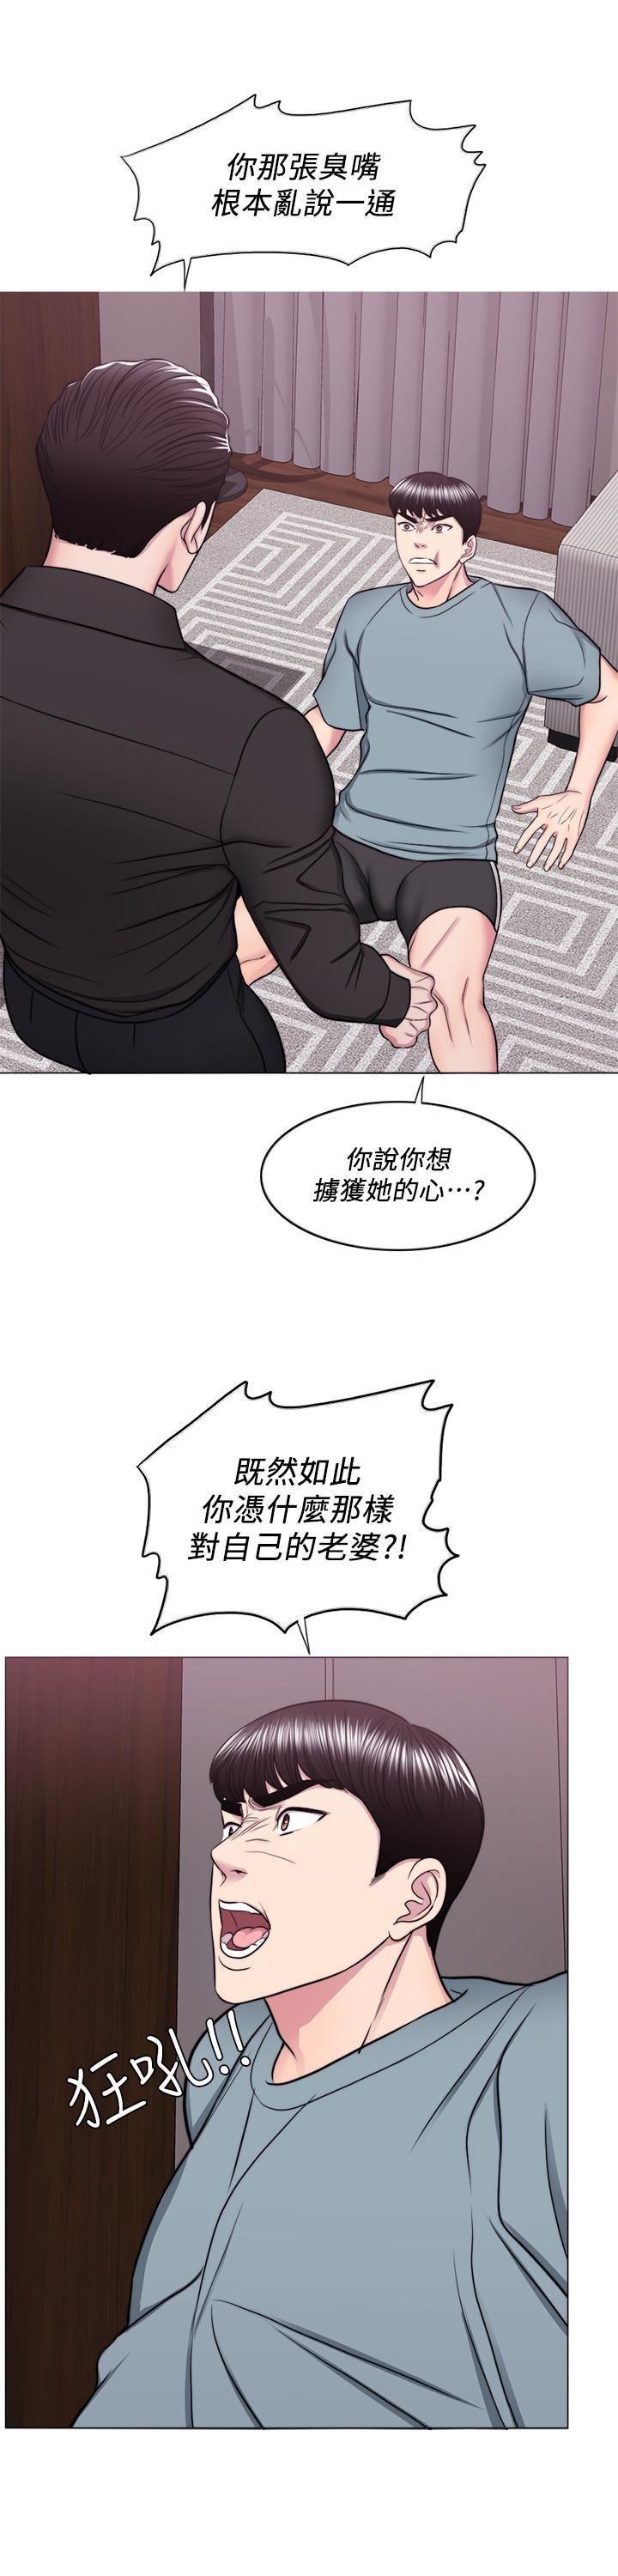 你那張臭嘴
根本亂說一通
你說你想
擄獲她的心…?
既然如此
你憑什麼那樣
對自己的老婆?!
狂吼!!